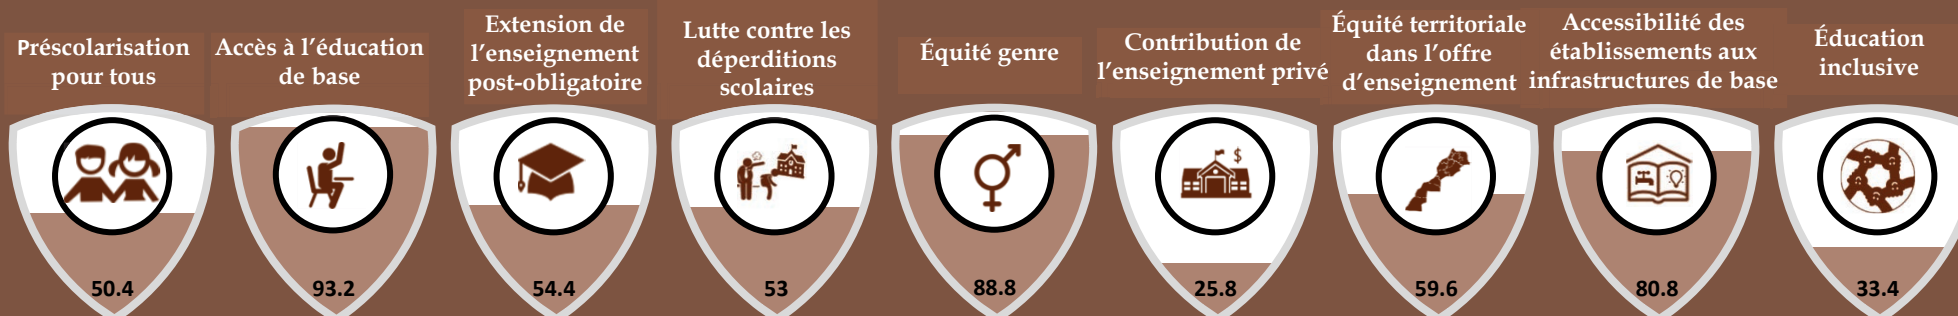 Préscolarisation
pour tous
Accès à l'éducation
de base
Extension de
l'enseignement
post-obligatoire
Lutte contre les
déperditions
scolaires
Équité genre
Contribution de
l'enseignement privé
Équité territoriale
dans l'offre
d'enseignement
Accessibilité des
établissements aux
infrastructures de base
Éducation
inclusive
$
50.4
93.2
54.4
53
88.8
25.8
59.6
80.8
33.4